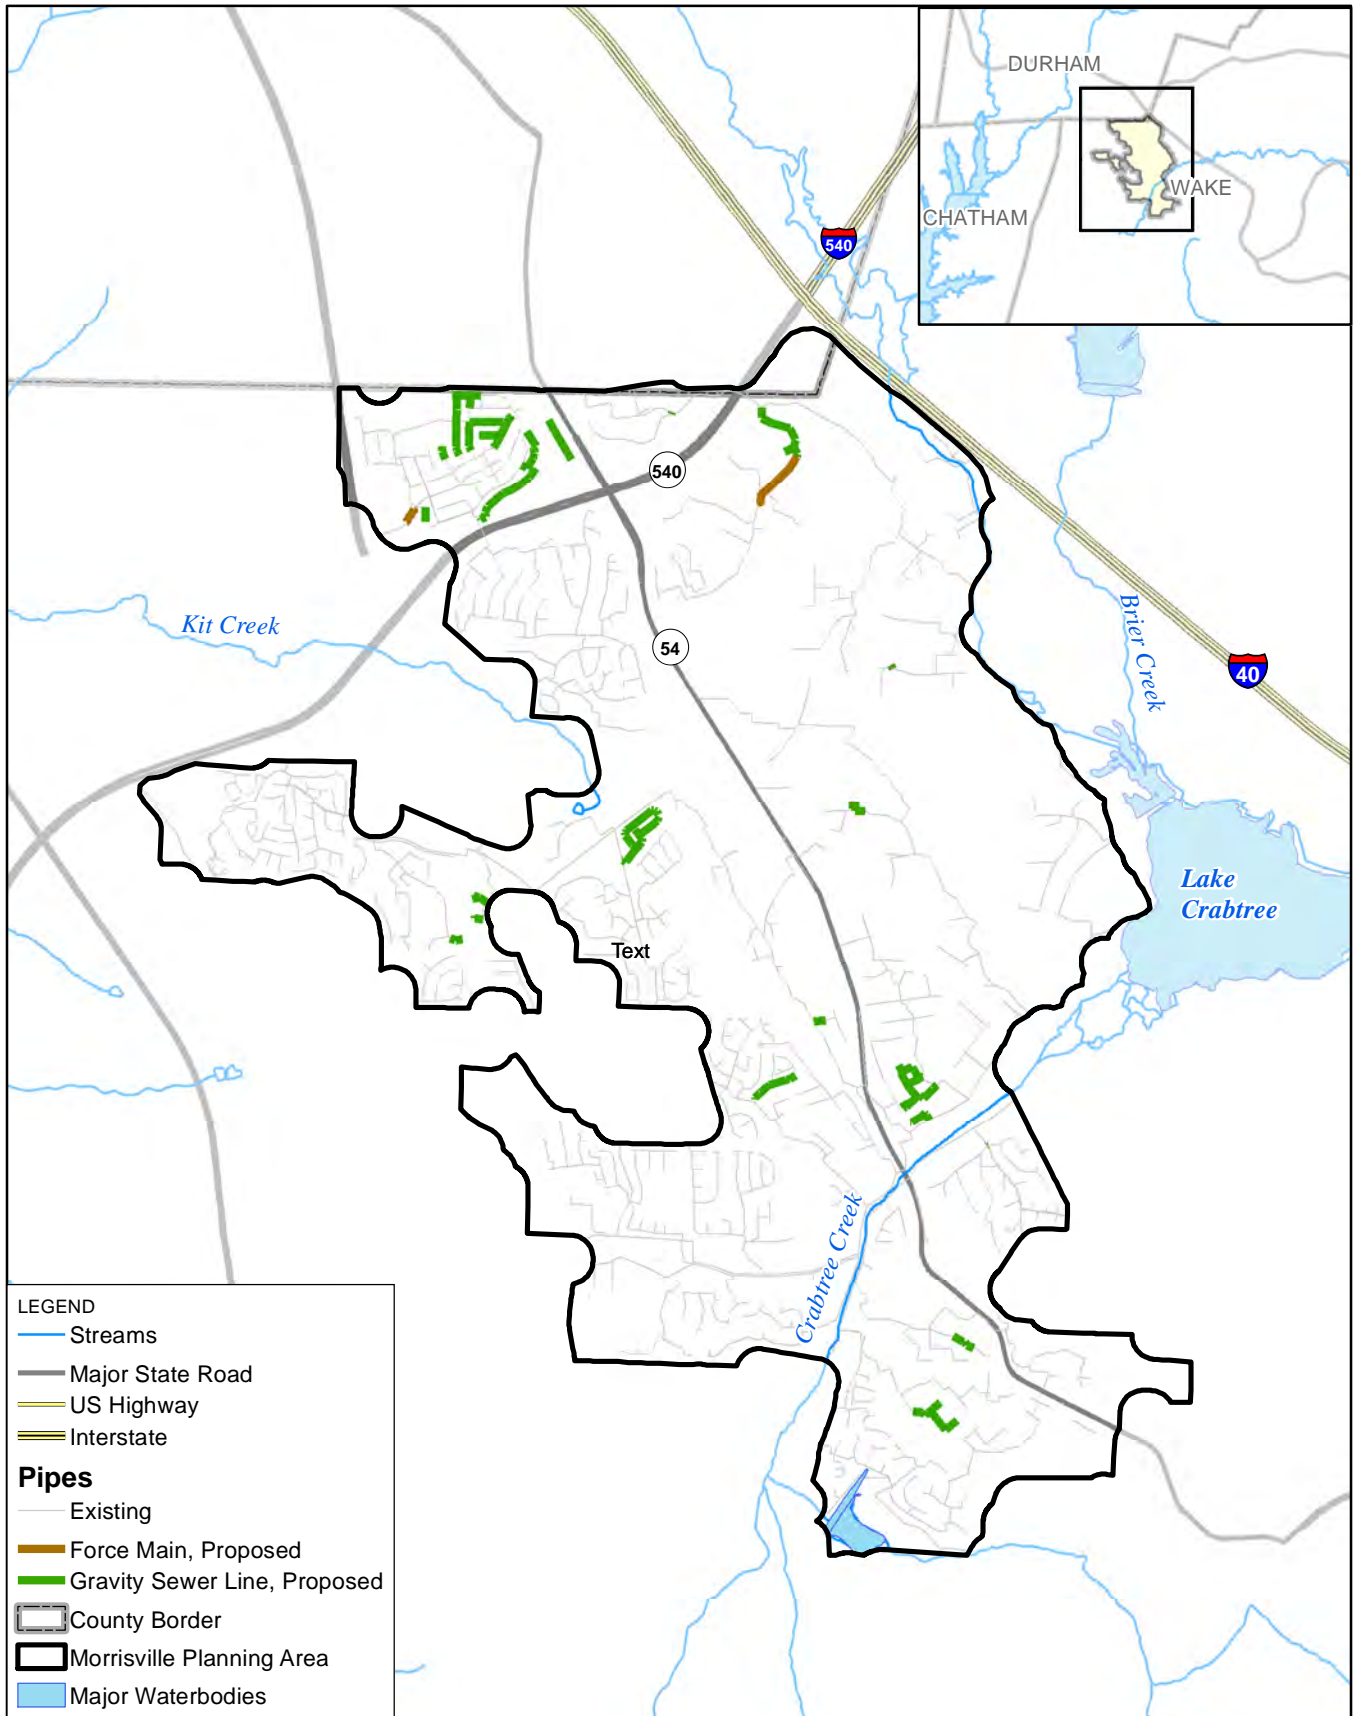 DURHAM
WAKE
CHATHAM
540
540
Kit Creek
54
Brier Creek
40
Lake
Crabtree
Text
Crabtree Creek
LEGEND
Streams
Major State Road
US Highway
Interstate
Pipes
Existing
Force Main, Proposed
Gravity Sewer Line, Proposed
County Border
Morrisville Planning Area
Major Waterbodies